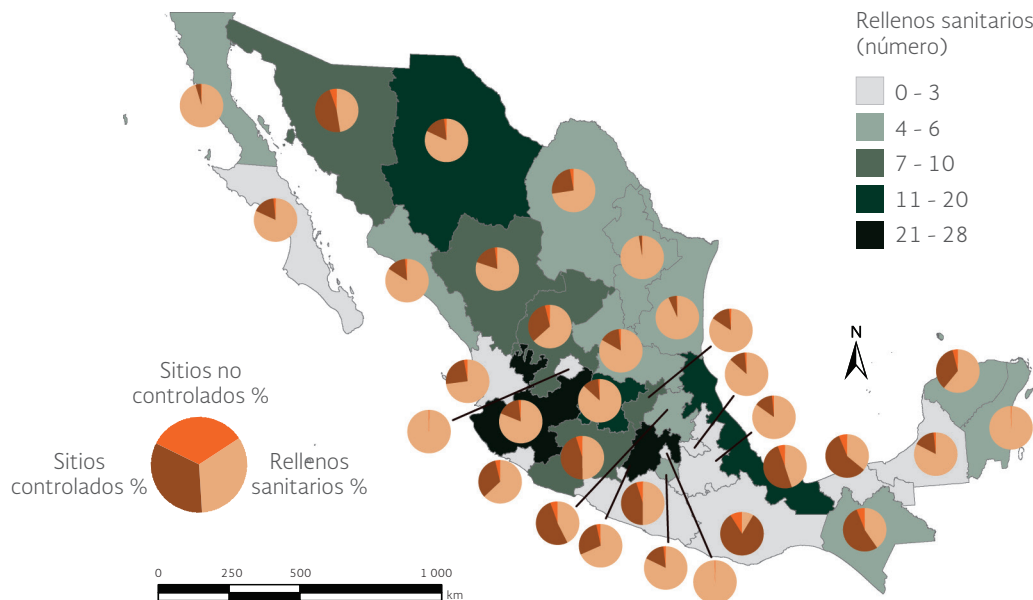 Rellenos sanitarios
(número)
0 - 3
4 - 6
7 - 10
11 - 20
21 - 28
N
Sitios no
controlados %
Sitios
controlados %
Rellenos
sanitarios %
0 250 500 1 000
km